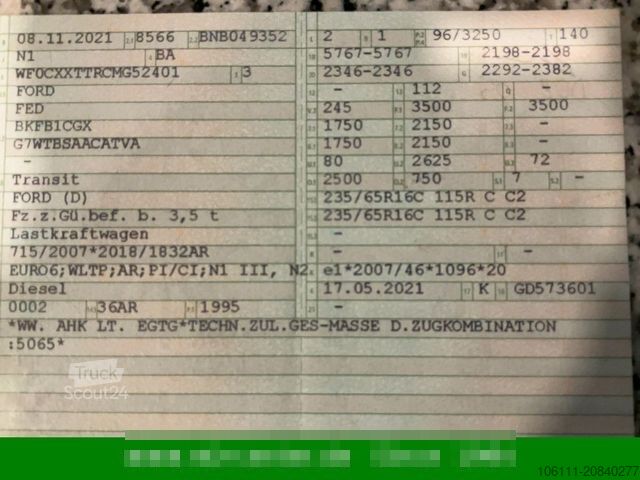 08.11.2021 8566 BNB049352
N1 BA
WF0CXXTTRCMG52401 3
FORD
FED
BKFB1CGX
G7WTBSAACATVA
-
Transit
FORD (D)
Fz.z.Gü.bef. b. 3,5 t
Lastkraftwagen
715/2007*2018/1832AR
EURO6;WLTP;AR;PI/CI;N1 III, N2
Diesel
0002 36AR 1995
*WW. AHK LT. EGTG*TECHN.ZUL.GES-MASSE D.ZUGKOMBINATION
:5065*
2 1 96/3250 140
5767-5767 2198-2198
2346-2346 2292-2382
- 112 -
245 3500 3500
1750 2150 -
1750 2150 -
80 2625 72
2500 750 7 -
235/65R16C 115R C C2
235/65R16C 115R C C2
-
- -
e1*2007/46*1096*20
17.05.2021 K GD573601
-
Truck
Scout24
106111-20840277